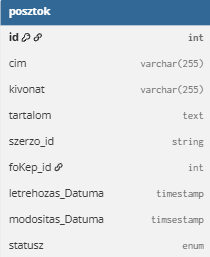 posztok
id int
cim varchar(255)
kivonat varchar(255)
tartalom text
szerzo_id string
foKep_id int
letrehozas_Datuma timestamp
modositas_Datuma timsestamp
statusz enum